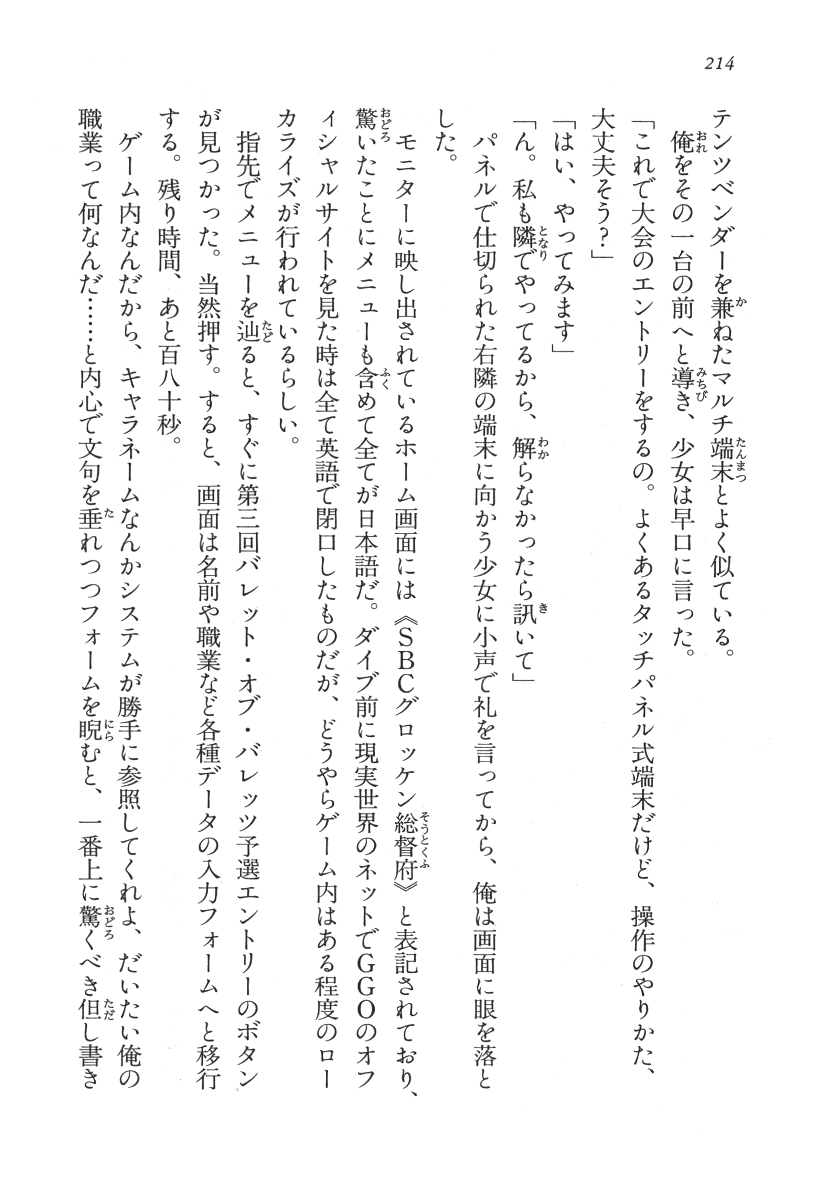 214
テンツベンダーを兼ねたマルチ端末とよく似ている。
俺をその一台の前へと導き、少女は早口に言った。
「これで大会のエントリーをするの。よくあるタッチパネル式端末だけど、操作のやりかた、
大丈夫そう？」
「はい、やってみます」
「ん。私も隣でやってるから、解らなかったら訊いて」
パネルで仕切られた右隣の端末に向かう少女に小声で礼を言ってから、俺は画面に眼を落と
した。
モニターに映し出されているホーム画面には《ＳＢＣグロッケン総督府》と表記されており、
驚いたことにメニューも含めて全てが日本語だ。ダイブ前に現実世界のネットでＧＧＯのオフ
ィシャルサイトを見た時は全て英語で閉口したものだが、どうやらゲーム内はある程度のロー
カライズが行われているらしい。
指先でメニューを辿ると、すぐに第三回バレット・オブ・バレッツ予選エントリーのボタン
が見つかった。当然押す。すると、画面は名前や職業など各種データの入力フォームへと移行
する。残り時間、あと百八十秒。
ゲーム内なんだから、キャラネームなんかシステムが勝手に参照してくれよ、だいたい俺の
職業って何なんだ……と内心で文句を垂れつつフォームを睨むと、一番上に驚くべき但し書き